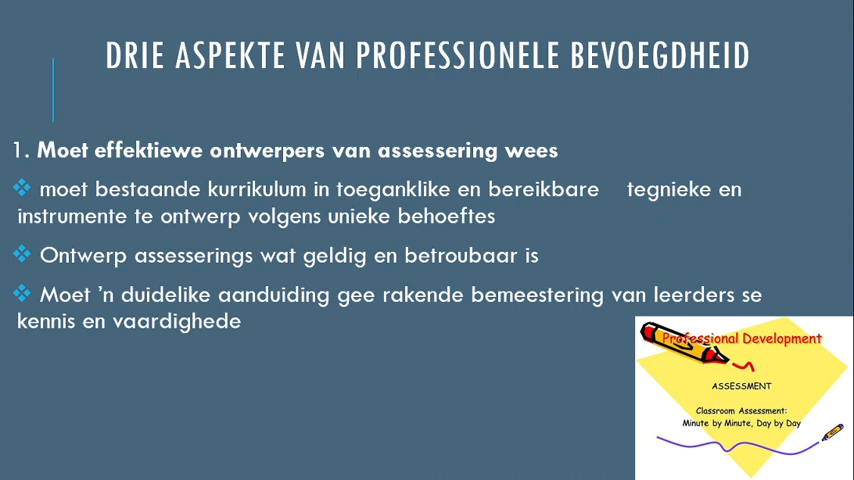 DRIE ASPEKTE VAN PROFESSIONELE BEVOEGDHEID
1. Moet effektiewe ontwerpers van assessering wees
❖ moet bestaande kurrikulum in toeganklike en bereikbare tegnieke en
instrumente te ontwerp volgens unieke behoeftes
❖ Ontwerp assesserings wat geldig en betroubaar is
❖ Moet ’n duidelike aanduiding gee rakende bemeestering van leerders se
kennis en vaardighede
Professional Development
ASSESSMENT
Classroom Assessment:
Minute by Minute, Day by Day